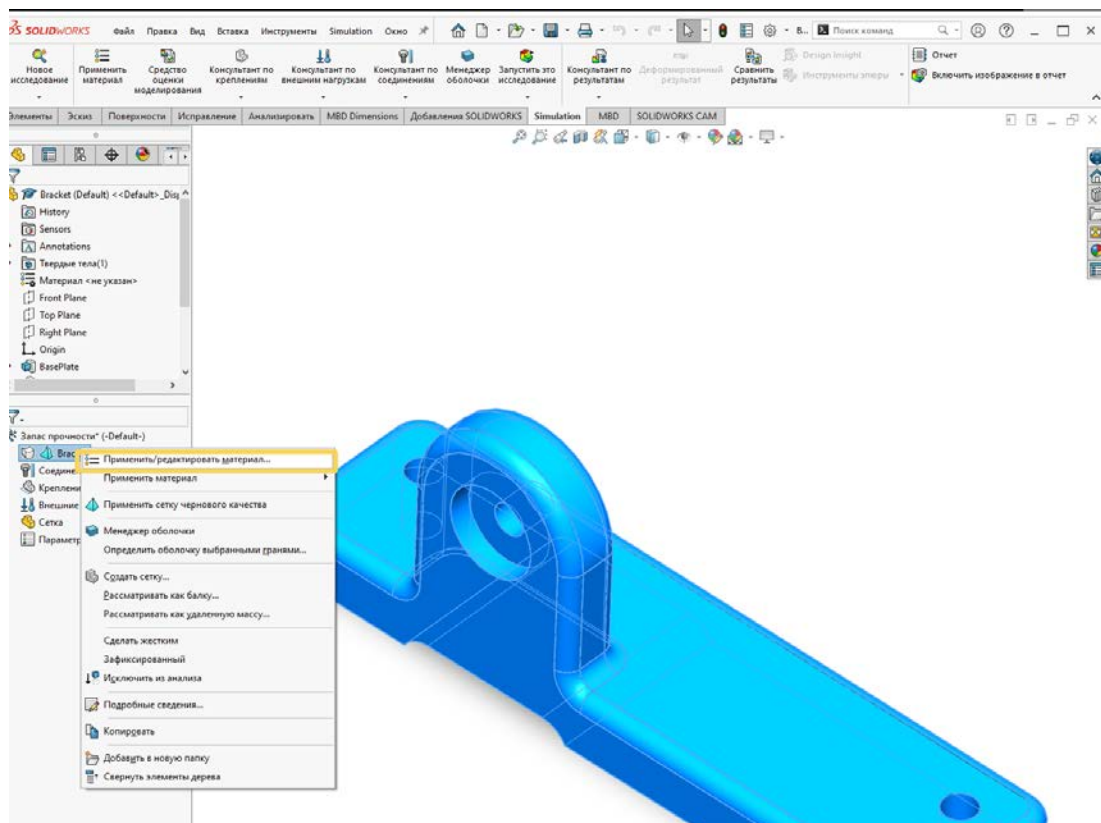 SOLIDWORKS Файл Правка Вид Вставка Инструменты Simulation Окно В... Поиск команд
Новое исследование
Применить материал
Средство оценки моделирования
Консультант по креплениям
Консультант по внешним нагрузкам
Консультант по соединениям
Менеджер оболочки
Запустить это исследование
Консультант по результатам
Деформированный результат
Сравнить результаты
Design Insight
Инструменты эпюры
Отчет
Включить изображение в отчет
Элементы Эскиз Поверхности Исправление Анализировать MBD Dimensions Добавления SOLIDWORKS Simulation MBD SOLIDWORKS CAM
Bracket (Default) <<Default>_Disp
History
Sensors
Annotations
Твердые тела(1)
Материал <не указан>
Front Plane
Top Plane
Right Plane
Origin
BasePlate
Запас прочности* (-Default-)
Brac
Соедине
Креплени
Внешние
Сетка
Параметр
Применить/редактировать материал...
Применить материал
Применить сетку чернового качества
Менеджер оболочки
Определить оболочку выбранными гранями...
Создать сетку...
Рассматривать как балку...
Рассматривать как удаленную массу...
Сделать жестким
Зафиксированный
Исключить из анализа
Подробные сведения...
Копировать
Добавить в новую папку
Свернуть элементы дерева